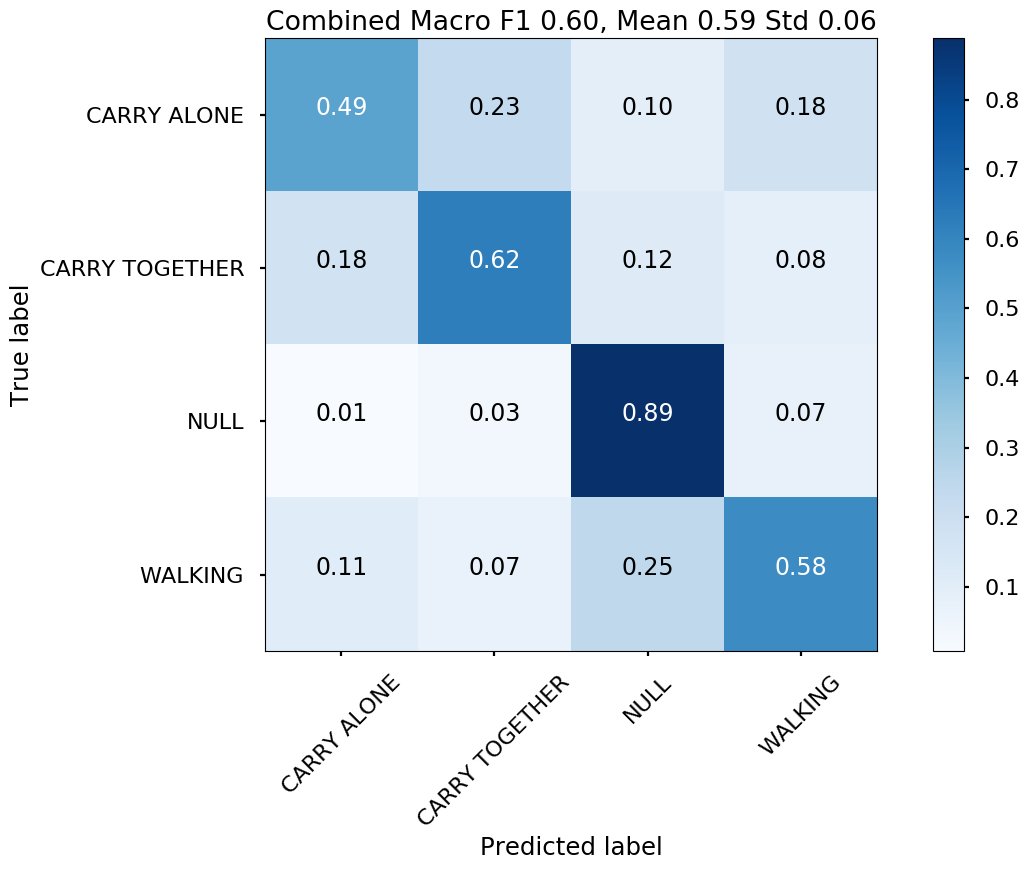 Combined Macro F1 0.60, Mean 0.59 Std 0.06
True label
CARRY ALONE
0.49 0.23 0.10 0.18
CARRY TOGETHER
0.18 0.62 0.12 0.08
NULL
0.01 0.03 0.89 0.07
WALKING
0.11 0.07 0.25 0.58
CARRY ALONE
CARRY TOGETHER
NULL
WALKING
Predicted label
0.8
0.7
0.6
0.5
0.4
0.3
0.2
0.1